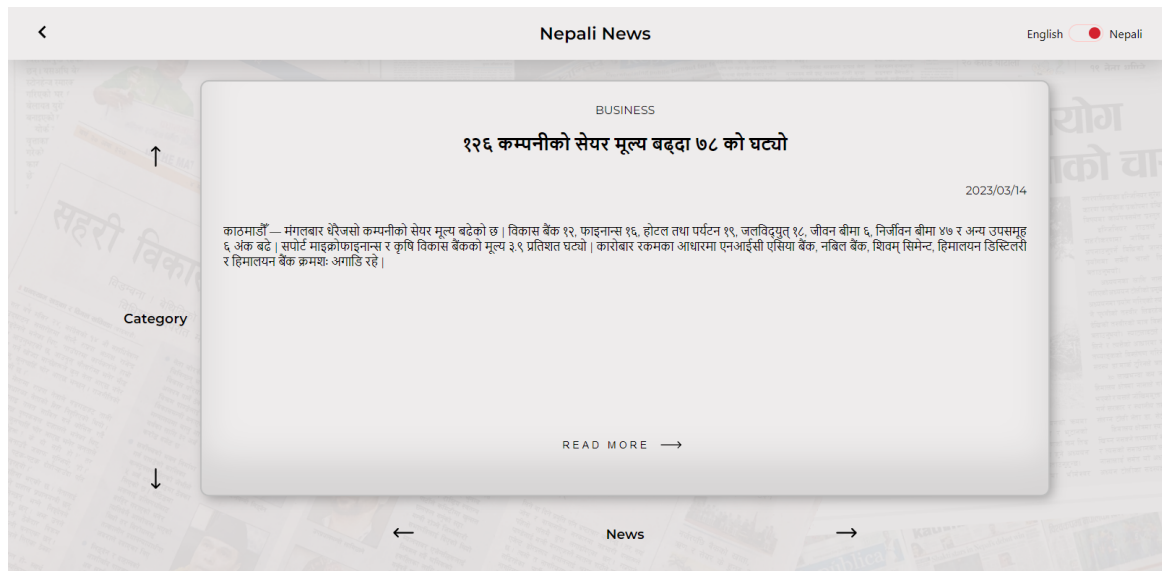 Nepali News
English Nepali
BUSINESS
१२६ कम्पनीको सेयर मूल्य बढ्दा ७८ को घट्यो
2023/03/14
काठमाडौँ — मंगलबार धेरैजसो कम्पनीको सेयर मूल्य बढेको छ | विकास बैंक १२, फाइनान्स १६, होटल तथा पर्यटन १९, जलविद्युत् १८, जीवन बीमा ६, निर्जीवन बीमा ४७ र अन्य उपसमूह
६ अंक बढे | सपोर्ट माइक्रोफाइनान्स र कृषि विकास बैंकको मूल्य ३.९ प्रतिशत घट्यो | कारोबार रकमका आधारमा एनआईसी एसिया बैंक, नबिल बैंक, शिवम् सिमेन्ट, हिमालयन डिस्टिलरी
र हिमालयन बैंक क्रमशः अगाडि रहे |
Category
READ MORE
News
सहरी विकास